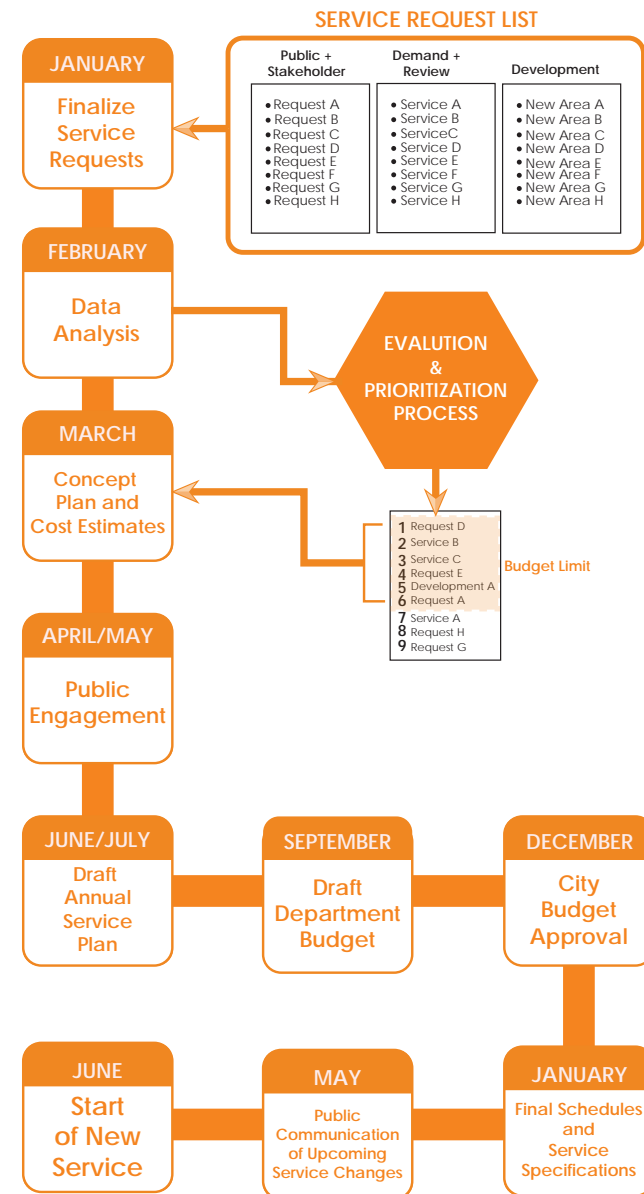 SERVICE REQUEST LIST
Public +
Stakeholder
• Request A
• Request B
• Request C
• Request D
• Request E
• Request F
• Request G
• Request H
Demand +
Review
• Service A
• Service B
• ServiceC
• Service D
• Service E
• Service F
• Service G
• Service H
Development
• New Area A
• New Area B
• New Area C
• New Area D
• New Area E
• New Area F
• New Area G
• New Area H
JANUARY
Finalize
Service
Requests
FEBRUARY
Data
Analysis
EVALUTION
&
PRIORITIZATION
PROCESS
MARCH
Concept
Plan and
Cost Estimates
1 Request D
2 Service B
3 Service C
4 Request E
5 Development A
6 Request A
7 Service A
8 Request H
9 Request G
Budget Limit
APRIL/MAY
Public
Engagement
JUNE/JULY
Draft
Annual
Service
Plan
SEPTEMBER
Draft
Department
Budget
DECEMBER
City
Budget
Approval
JANUARY
Final Schedules
and
Service
Specifications
MAY
Public
Communication
of Upcoming
Service Changes
JUNE
Start
of New
Service